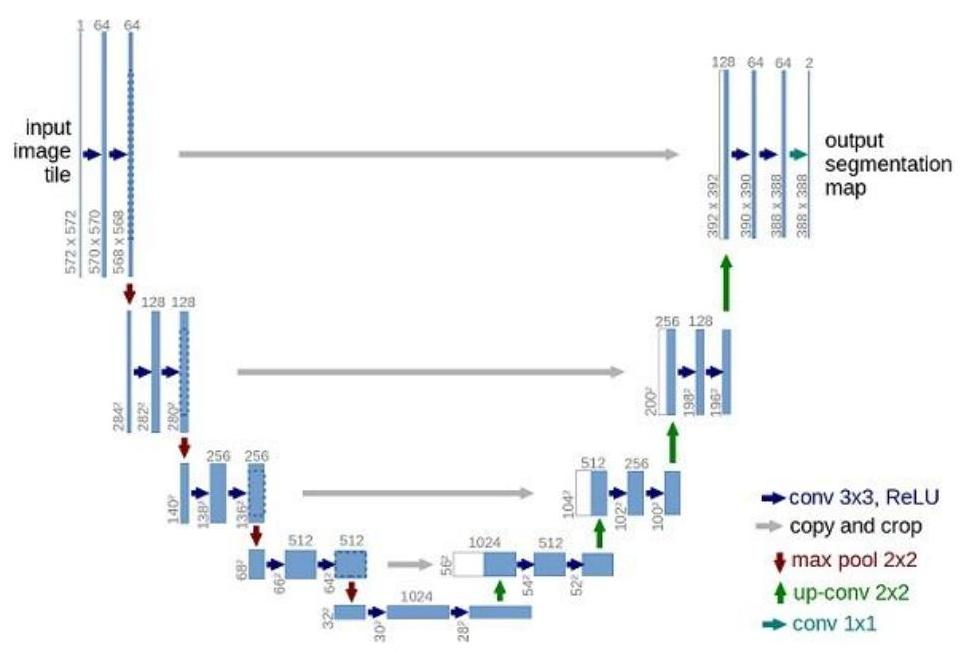 1 64 64
128 64 64 2
input
image
tile
output
segmentation
map
572 x 572
570 x 570
568 x 568
392 x 392
390 x 390
388 x 388
388 x 388
128 128
256 128
284²
282²
280²
200²
198²
196²
256 256
512 256
140²
138²
136²
104²
102²
100²
512 512
1024 512
68²
66²
64²
56²
54²
52²
1024
32²
30²
28²
conv 3x3, ReLU
copy and crop
max pool 2x2
up-conv 2x2
conv 1x1